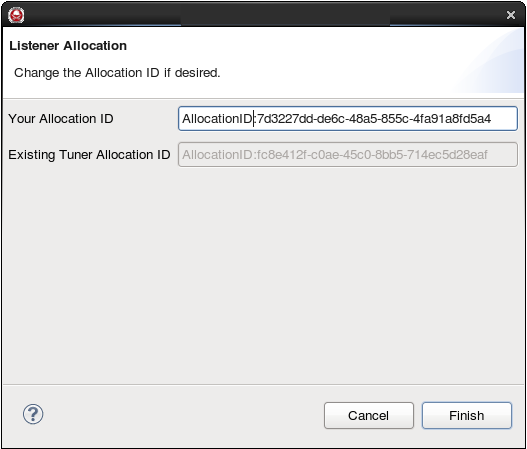 Listener Allocation
Change the Allocation ID if desired.
Your Allocation ID AllocationID:7d3227dd-de6c-48a5-855c-4fa91a8fd5a4
Existing Tuner Allocation ID AllocationID:fc8e412f-c0ae-45c0-8bb5-714ec5d28eaf
? Cancel Finish